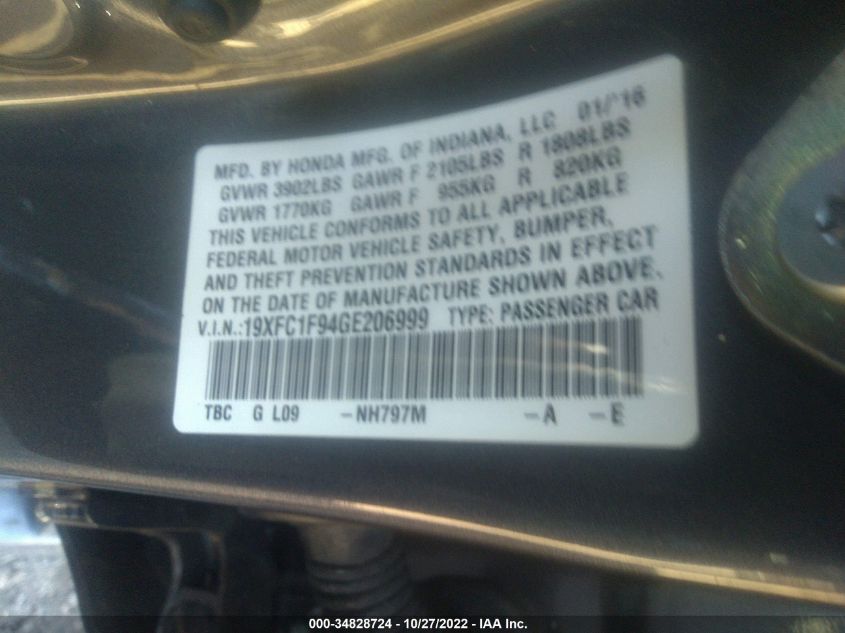 MFD. BY HONDA MFG. OF INDIANA, LLC 01/'16
GVWR 3902LBS GAWR F 2105LBS R 1808LBS
GVWR 1770KG GAWR F 955KG R 820KG
THIS VEHICLE CONFORMS TO ALL APPLICABLE
FEDERAL MOTOR VEHICLE SAFETY, BUMPER,
AND THEFT PREVENTION STANDARDS IN EFFECT
ON THE DATE OF MANUFACTURE SHOWN ABOVE.
V.I.N.:19XFC1F94GE206999 TYPE: PASSENGER CAR
TBC G L09 -NH797M -A -E
000-34828724 - 10/27/2022 - IAA Inc.